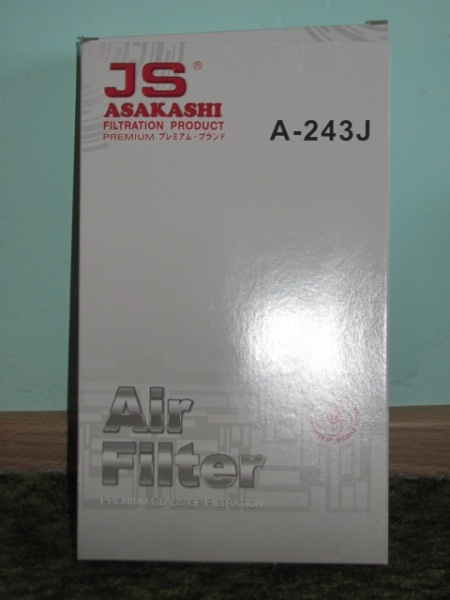 JS®
ASAKASHI
FILTRATION PRODUCT
PREMIUM プレミアム・ブランド
A-243J
Air
Filter
PREMIUM CLASS OF FILTRATION